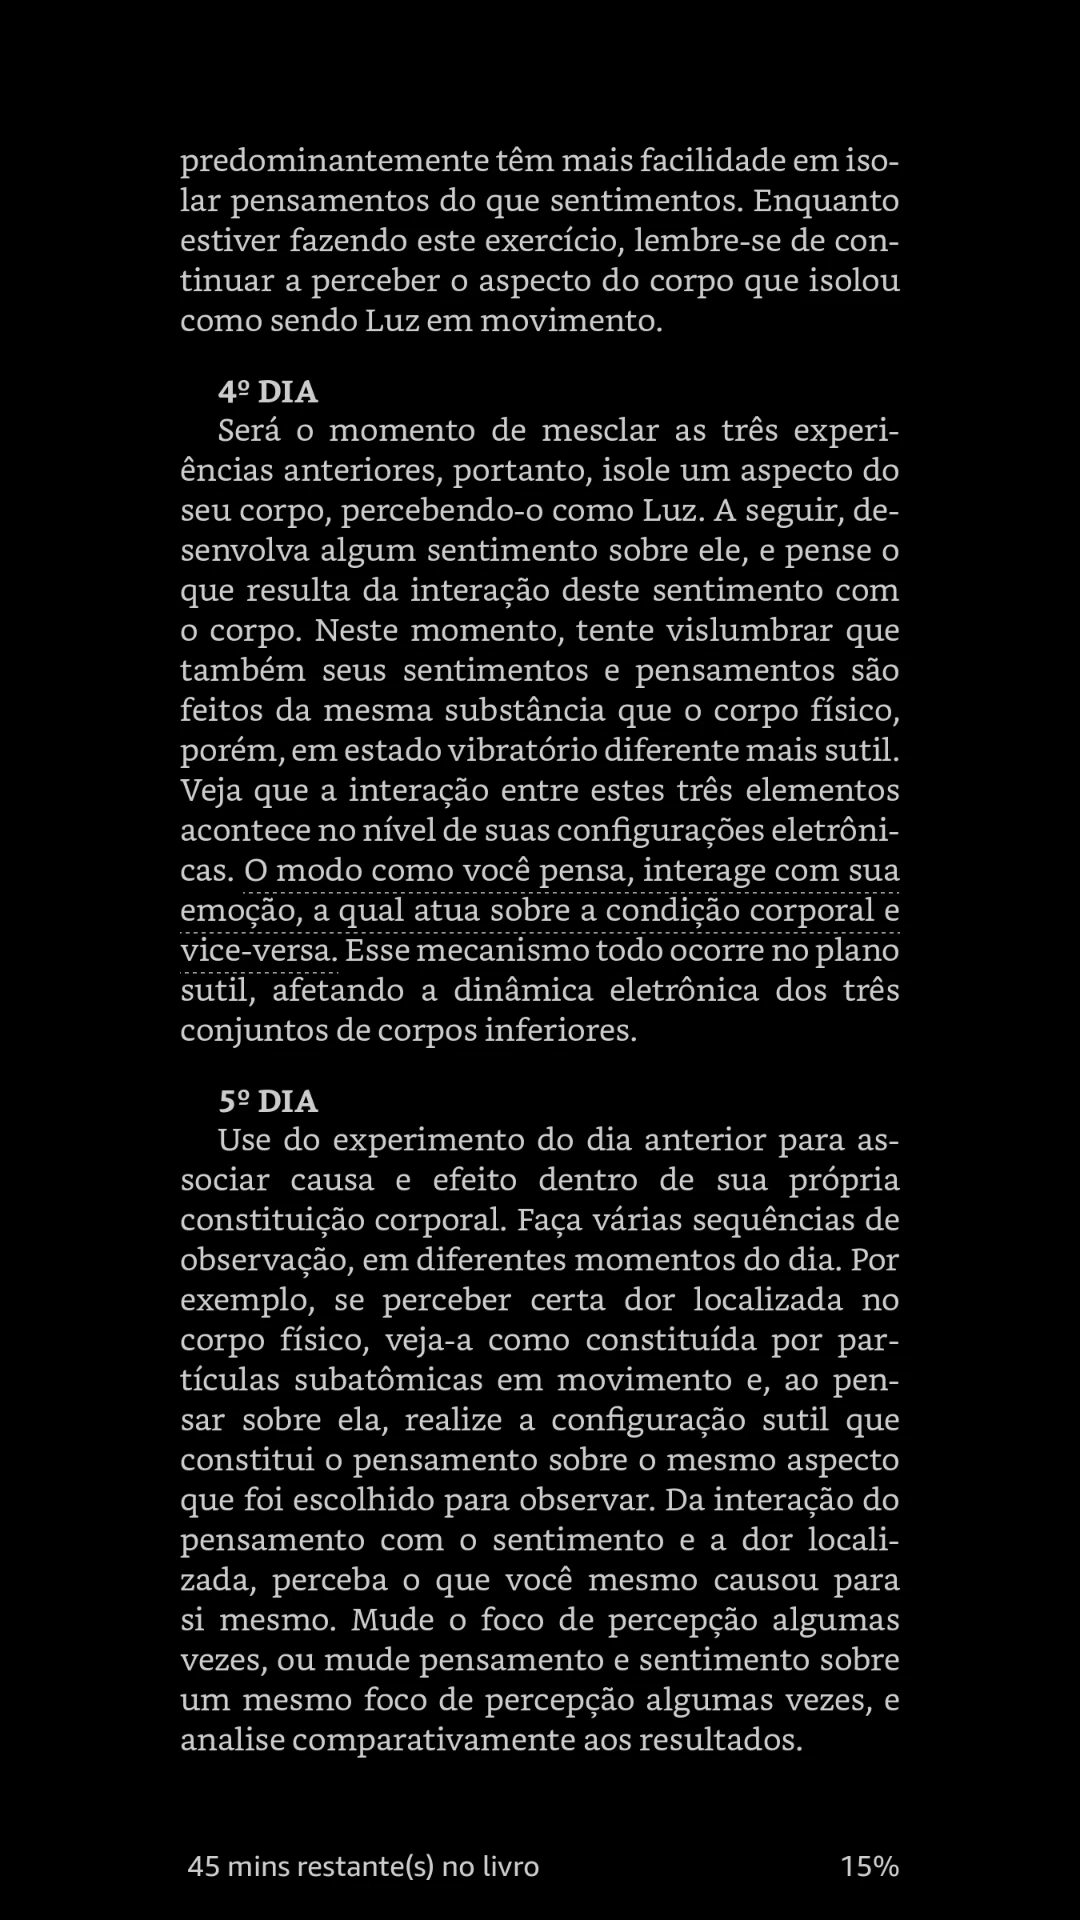 predominantemente têm mais facilidade em iso-
lar pensamentos do que sentimentos. Enquanto
estiver fazendo este exercício, lembre-se de con-
tinuar a perceber o aspecto do corpo que isolou
como sendo Luz em movimento.
4º DIA
Será o momento de mesclar as três experi-
ências anteriores, portanto, isole um aspecto do
seu corpo, percebendo-o como Luz. A seguir, de-
senvolva algum sentimento sobre ele, e pense o
que resulta da interação deste sentimento com
o corpo. Neste momento, tente vislumbrar que
também seus sentimentos e pensamentos são
feitos da mesma substância que o corpo físico,
porém, em estado vibratório diferente mais sutil.
Veja que a interação entre estes três elementos
acontece no nível de suas configurações eletrôni-
cas. O modo como você pensa, interage com sua
emoção, a qual atua sobre a condição corporal e
vice-versa. Esse mecanismo todo ocorre no plano
sutil, afetando a dinâmica eletrônica dos três
conjuntos de corpos inferiores.
5º DIA
Use do experimento do dia anterior para as-
sociar causa e efeito dentro de sua própria
constituição corporal. Faça várias sequências de
observação, em diferentes momentos do dia. Por
exemplo, se perceber certa dor localizada no
corpo físico, veja-a como constituída por par-
tículas subatômicas em movimento e, ao pen-
sar sobre ela, realize a configuração sutil que
constitui o pensamento sobre o mesmo aspecto
que foi escolhido para observar. Da interação do
pensamento com o sentimento e a dor locali-
zada, perceba o que você mesmo causou para
si mesmo. Mude o foco de percepção algumas
vezes, ou mude pensamento e sentimento sobre
um mesmo foco de percepção algumas vezes, e
analise comparativamente aos resultados.
45 mins restante(s) no livro 15%